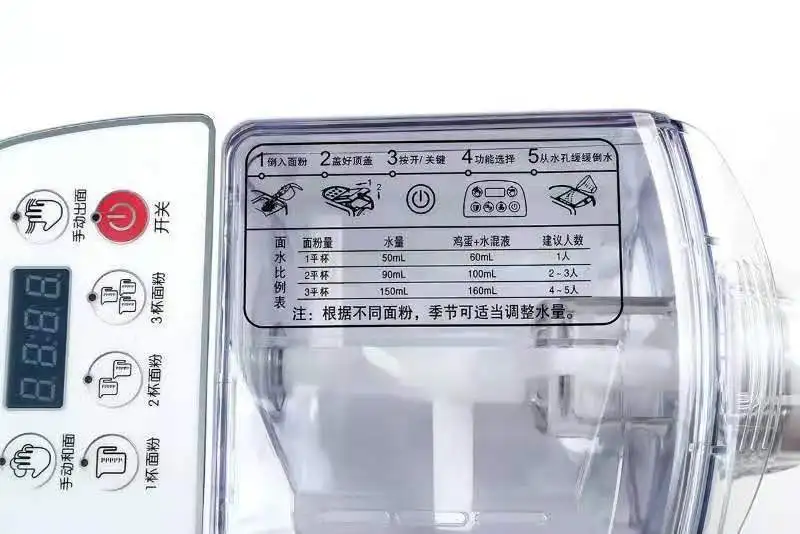 1倒入面粉 2盖好顶盖 3按开/关键 4功能选择 5从水孔缓缓倒水
面水比例表
面粉量 水量 鸡蛋+水混液 建议人数
1平杯 50mL 60mL 1人
2平杯 90mL 100mL 2~3人
3平杯 150mL 160mL 4~5人
注：根据不同面粉，季节可适当调整水量。
手动出面
开关
88:88
3杯面粉
2杯面粉
手动和面
1杯面粉